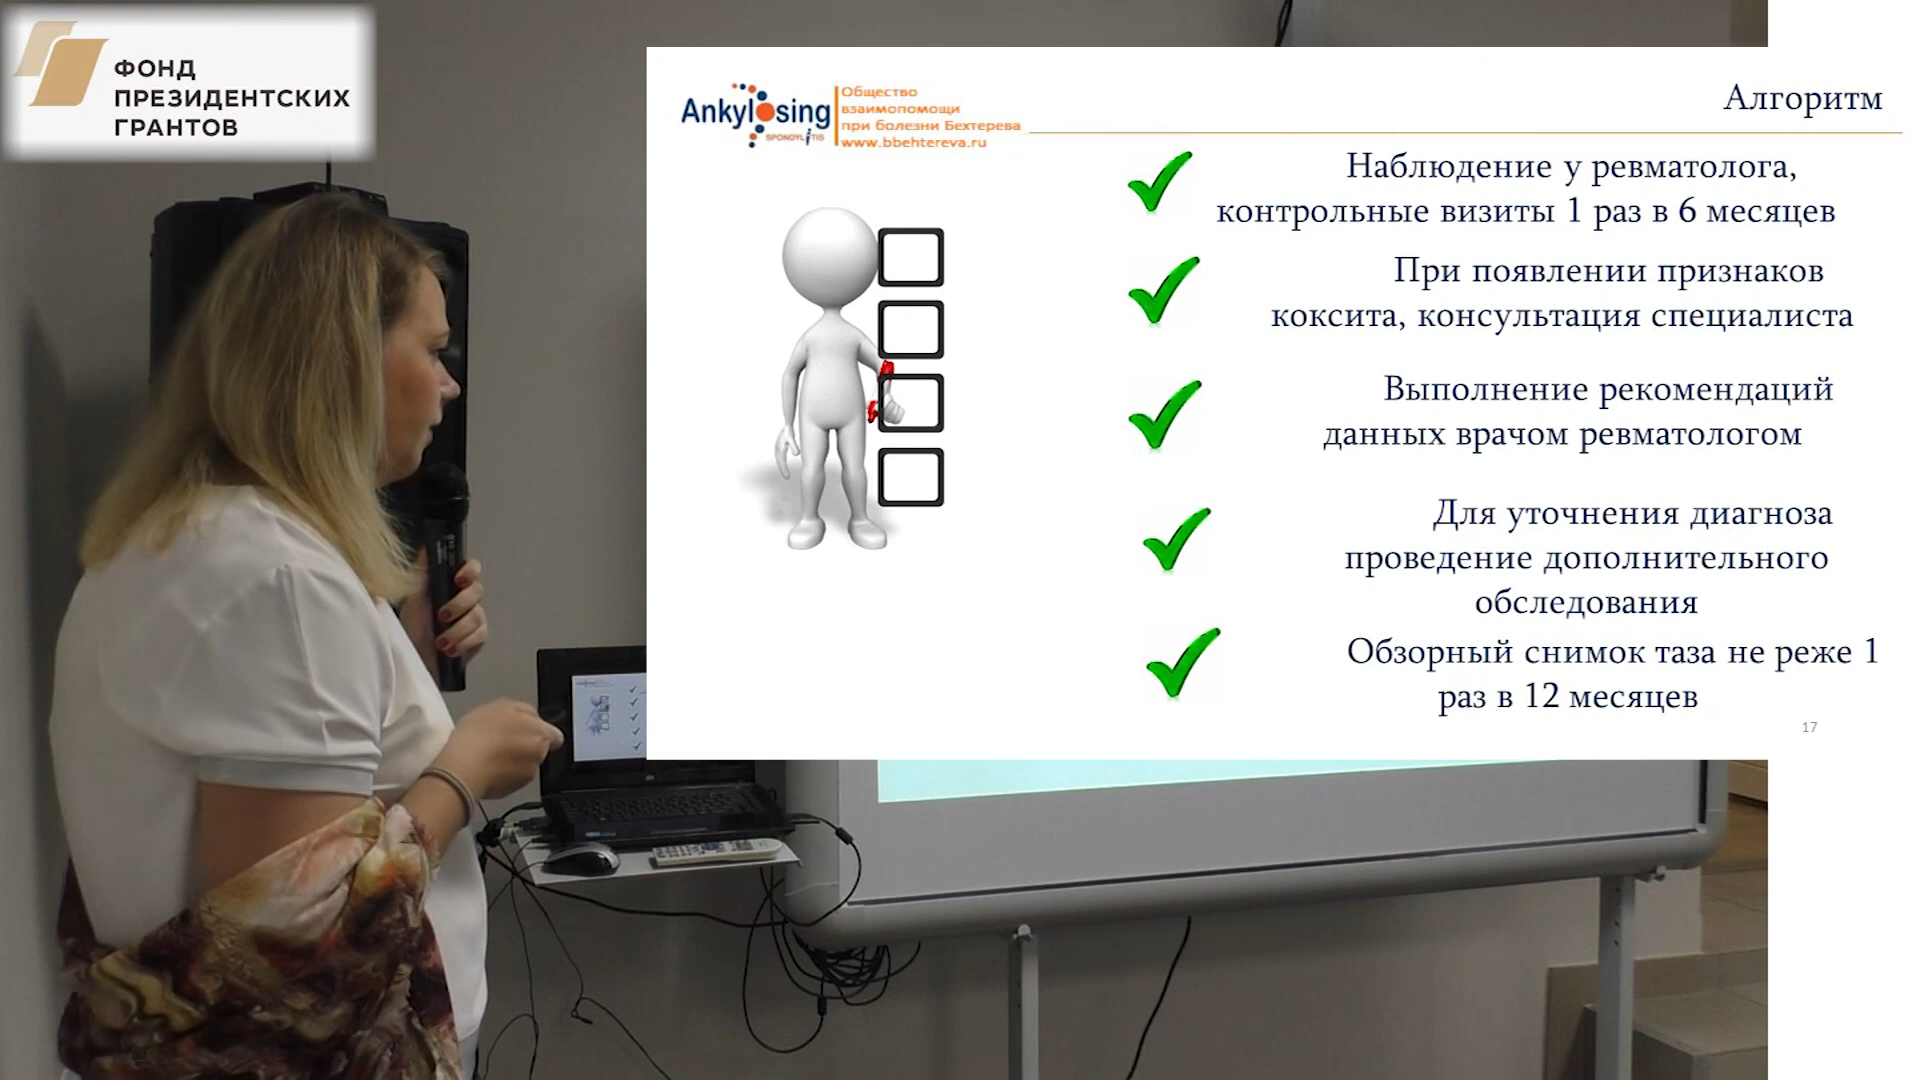 ФОНД
ПРЕЗИДЕНТСКИХ
ГРАНТОВ
Ankylosing
SPONDYLITIS
Общество
взаимопомощи
при болезни Бехтерева
www.bbehtereva.ru
Алгоритм
Наблюдение у ревматолога,
контрольные визиты 1 раз в 6 месяцев
При появлении признаков
коксита, консультация специалиста
Выполнение рекомендаций
данных врачом ревматологом
Для уточнения диагноза
проведение дополнительного
обследования
Обзорный снимок таза не реже 1
раз в 12 месяцев
17